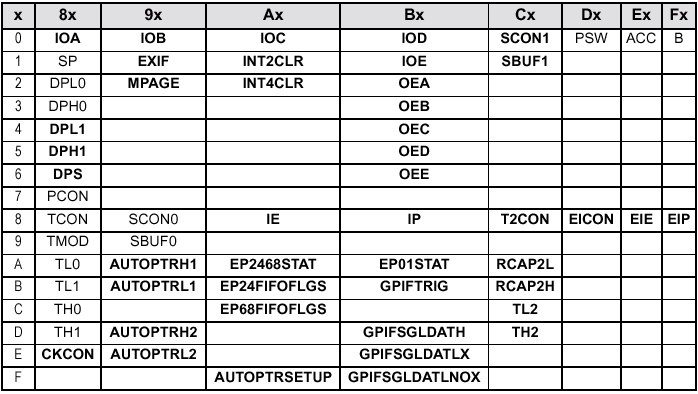 x 8x 9x Ax Bx Cx Dx Ex Fx
0 IOA IOB IOC IOD SCON1 PSW ACC B
1 SP EXIF INT2CLR IOE SBUF1
2 DPL0 MPAGE INT4CLR OEA
3 DPH0 OEB
4 DPL1 OEC
5 DPH1 OED
6 DPS OEE
7 PCON
8 TCON SCON0 IE IP T2CON EICON EIE EIP
9 TMOD SBUF0
A TL0 AUTOPTRH1 EP2468STAT EP01STAT RCAP2L
B TL1 AUTOPTRL1 EP24FIFOFLGS GPIFTRIG RCAP2H
C TH0 EP68FIFOFLGS TL2
D TH1 AUTOPTRH2 GPIFSGLDATH TH2
E CKCON AUTOPTRL2 GPIFSGLDATLX
F AUTOPTRSETUP GPIFSGLDATLNOX